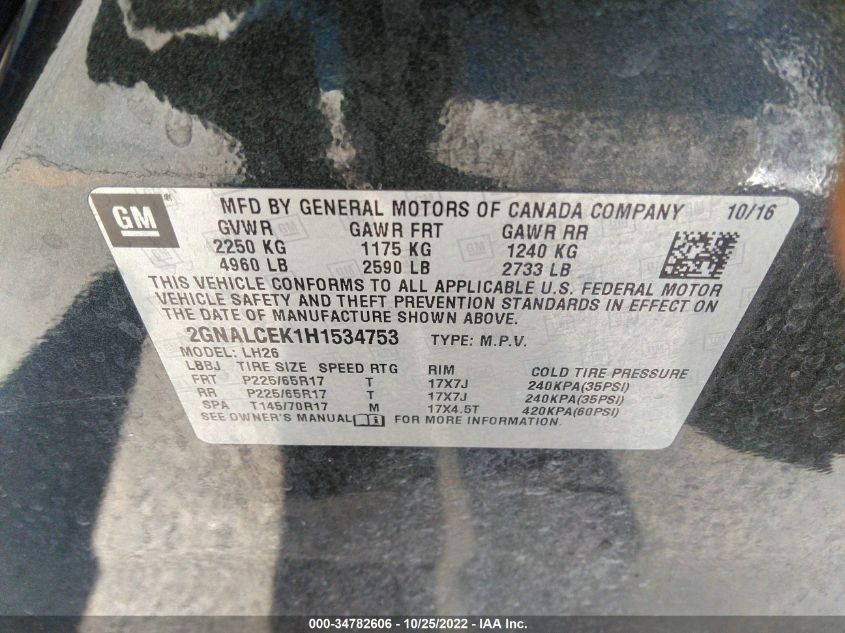 GM ® MFD BY GENERAL MOTORS OF CANADA COMPANY 10/16
GVWR GAWR FRT GAWR RR
2250 KG 1175 KG 1240 KG
4960 LB 2590 LB 2733 LB
THIS VEHICLE CONFORMS TO ALL APPLICABLE U.S. FEDERAL MOTOR
VEHICLE SAFETY AND THEFT PREVENTION STANDARDS IN EFFECT ON
THE DATE OF MANUFACTURE SHOWN ABOVE.
2GNALCEK1H1534753 TYPE: M.P.V.
MODEL: LH26
LBBJ TIRE SIZE SPEED RTG RIM COLD TIRE PRESSURE
FRT P225/65R17 T 17X7J 240KPA(35PSI)
RR P225/65R17 T 17X7J 240KPA(35PSI)
SPA T145/70R17 M 17X4.5T 420KPA(60PSI)
SEE OWNER'S MANUAL FOR MORE INFORMATION.
000-34782606 - 10/25/2022 - IAA Inc.